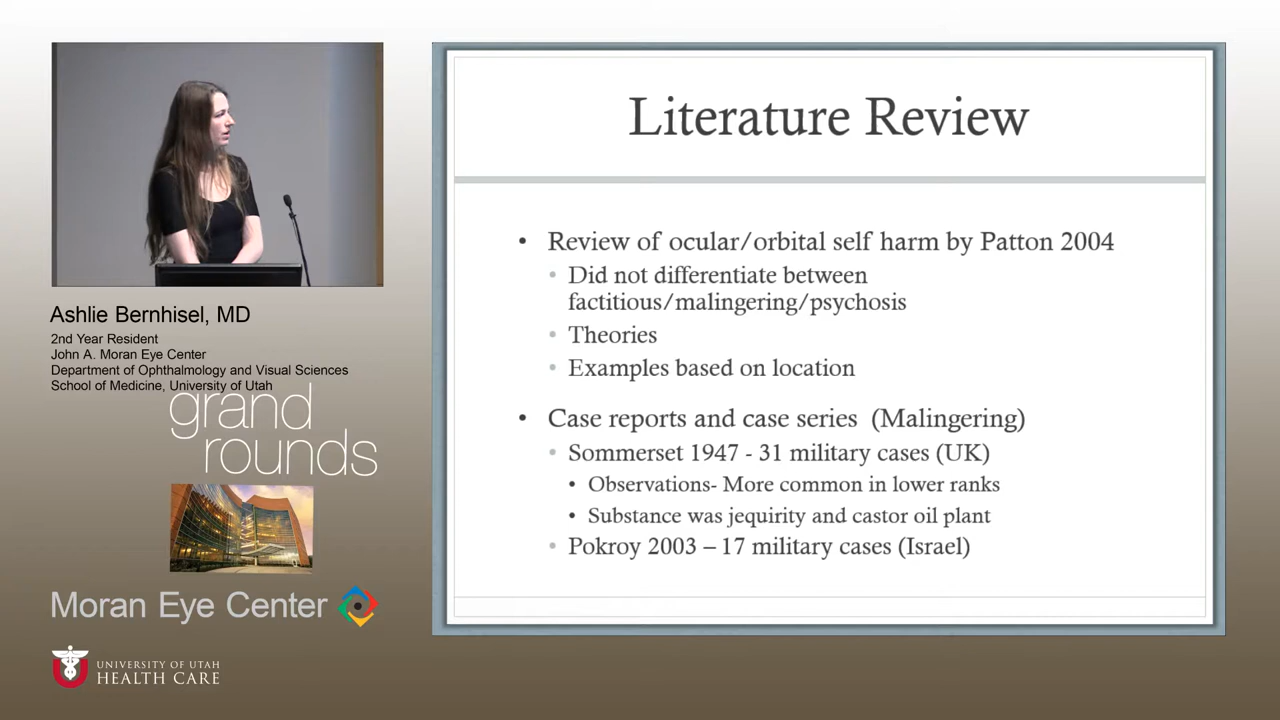 Literature Review
• Review of ocular/orbital self harm by Patton 2004
• Did not differentiate between
factitious/malingering/psychosis
• Theories
• Examples based on location
• Case reports and case series (Malingering)
• Sommerset 1947 - 31 military cases (UK)
• Observations- More common in lower ranks
• Substance was jequirity and castor oil plant
• Pokroy 2003 – 17 military cases (Israel)
Ashlie Bernhisel, MD
2nd Year Resident
John A. Moran Eye Center
Department of Ophthalmology and Visual Sciences
School of Medicine, University of Utah
grand
rounds
Moran Eye Center
UNIVERSITY OF UTAH
HEALTH CARE